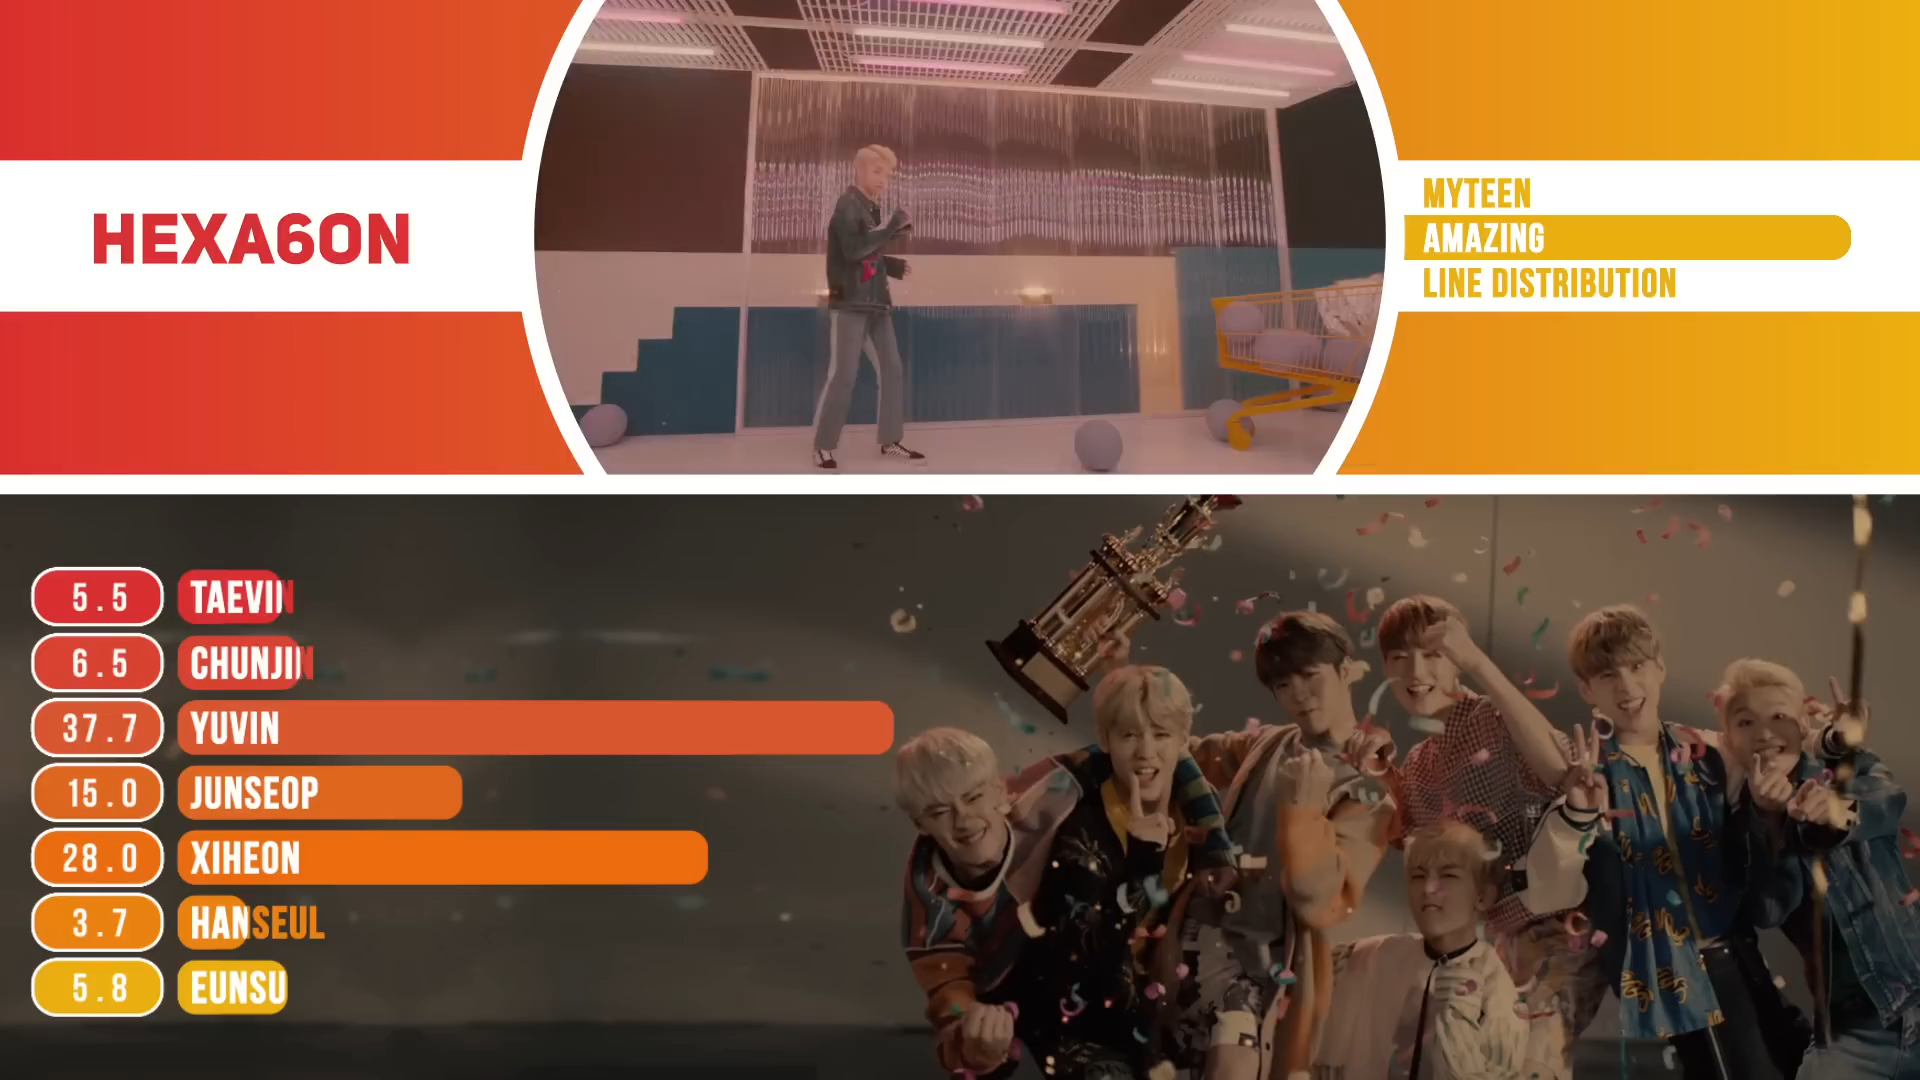 HEXA6ON
MYTEEN
AMAZING
LINE DISTRIBUTION
5.5 TAEVIN
6.5 CHUNJIN
37.7 YUVIN
15.0 JUNSEOP
28.0 XIHEON
3.7 HANSEUL
5.8 EUNSU